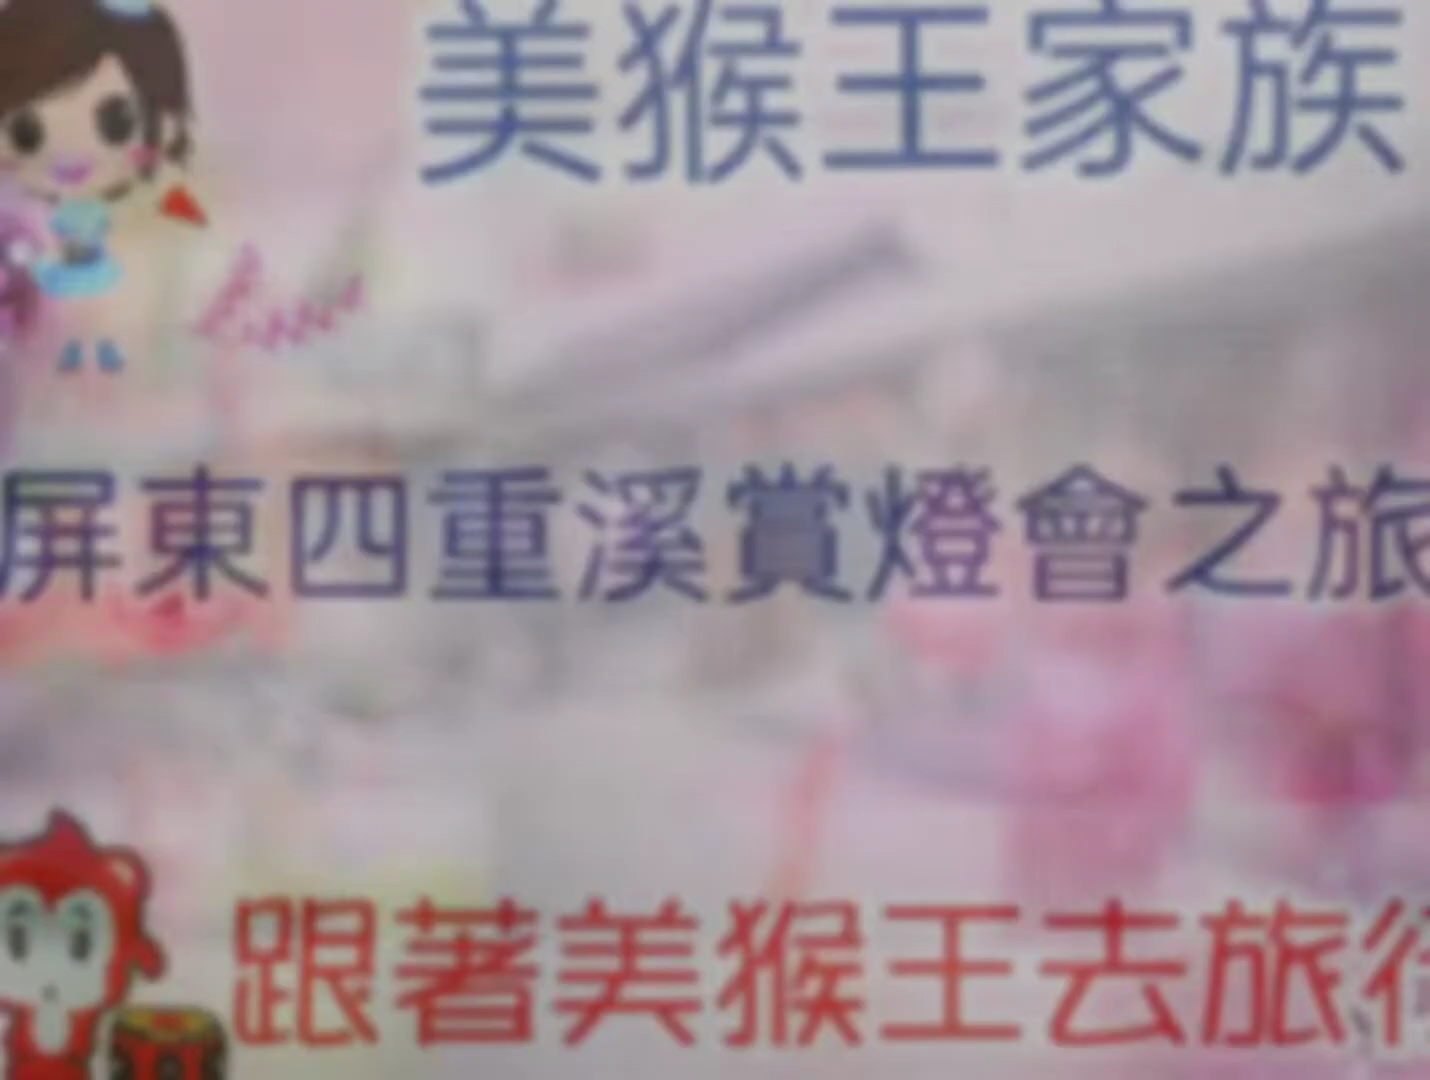 美猴王家族
屏東四重溪賞燈會之旅
跟著美猴王去旅行